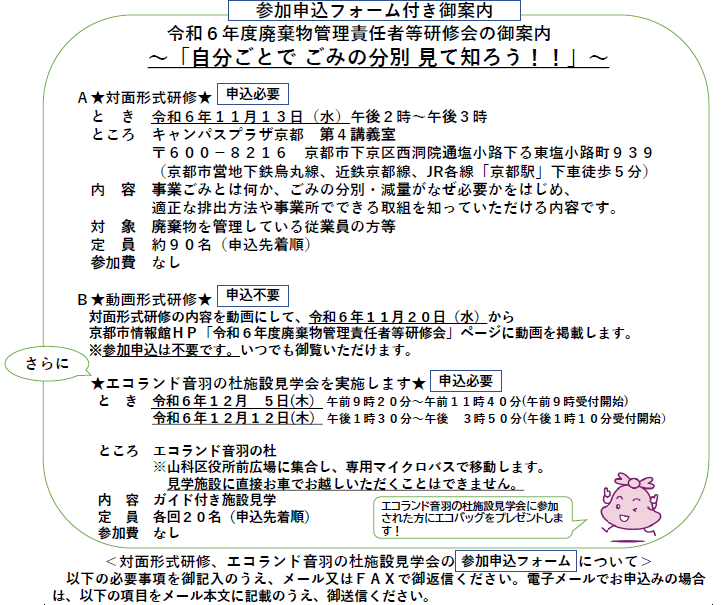 参加申込フォーム付き御案内
令和６年度廃棄物管理責任者等研修会の御案内
～「自分ごとで ごみの分別 見て知ろう！！」～
Ａ★対面形式研修★ 申込必要
と　き　令和６年１１月１３日（水）午後２時～午後３時
ところ　キャンパスプラザ京都　第４講義室
〒６００－８２１６　京都市下京区西洞院通塩小路下る東塩小路町９３９
（京都市営地下鉄烏丸線、近鉄京都線、JR各線「京都駅」下車徒歩５分）
内　容　事業ごみとは何か、ごみの分別・減量がなぜ必要かをはじめ、
適正な排出方法や事業所でできる取組を知っていただける内容です。
対　象　廃棄物を管理している従業員の方等
定　員　約９０名（申込先着順）
参加費　なし
Ｂ★動画形式研修★ 申込不要
対面形式研修の内容を動画にして、令和６年１１月２０日（水）から
京都市情報館ＨＰ「令和６年度廃棄物管理責任者等研修会」ページに動画を掲載します。
※参加申込は不要です。いつでも御覧いただけます。
さらに
★エコランド音羽の杜施設見学会を実施します★ 申込必要
と　き　令和６年１２月　５日(木)　午前９時２０分～午前１１時４０分(午前９時受付開始)
令和６年１２月１２日(木)　午後１時３０分～午後　３時５０分(午後１時１０分受付開始)
ところ　エコランド音羽の杜
※山科区役所前広場に集合し、専用マイクロバスで移動します。
見学施設に直接お車でお越しいただくことはできません。
内　容　ガイド付き施設見学
定　員　各回２０名（申込先着順）
参加費　なし
エコランド音羽の杜施設見学会に参加
された方にエコバッグをプレゼントしま
す！
＜対面形式研修、エコランド音羽の杜施設見学会の 参加申込フォーム について＞
以下の必要事項を御記入のうえ、メール又はＦＡＸで御返信ください。電子メールでお申込みの場合
は、以下の項目をメール本文に記載のうえ、御送信ください。